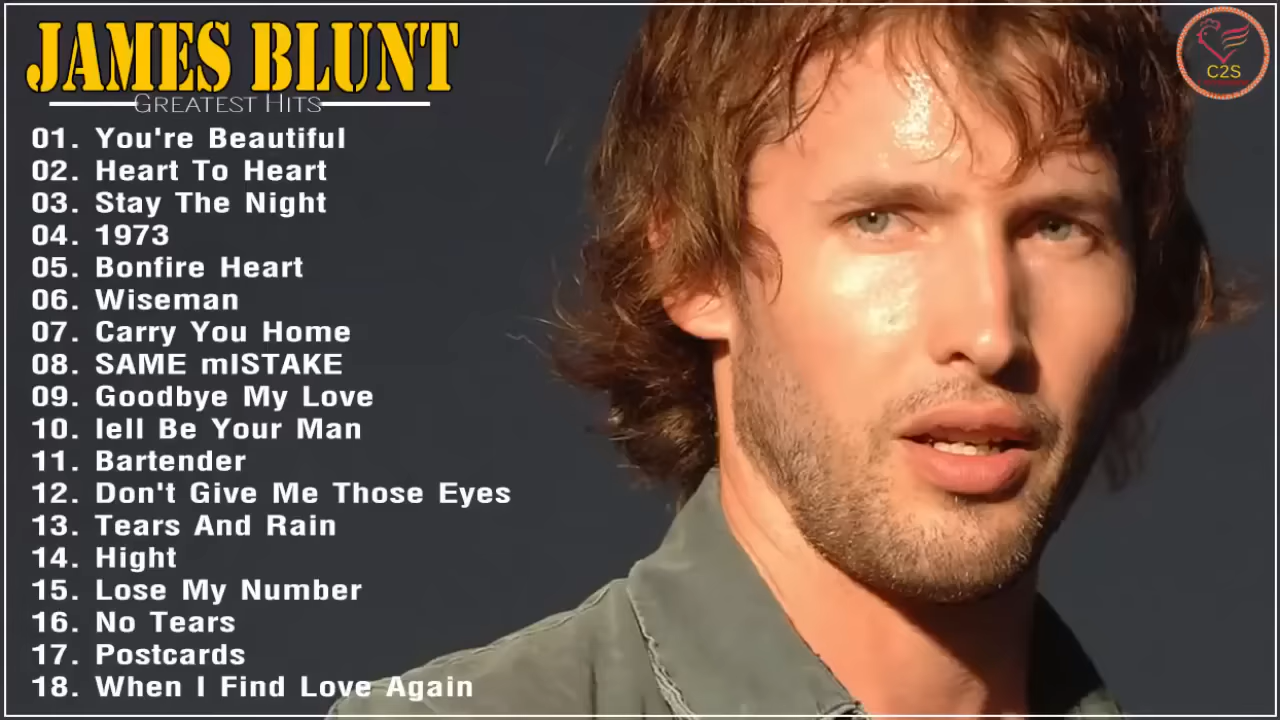 JAMES BLUNT
GREATEST HITS
01. You're Beautiful
02. Heart To Heart
03. Stay The Night
04. 1973
05. Bonfire Heart
06. Wiseman
07. Carry You Home
08. SAME mISTAKE
09. Goodbye My Love
10. Iell Be Your Man
11. Bartender
12. Don't Give Me Those Eyes
13. Tears And Rain
14. Hight
15. Lose My Number
16. No Tears
17. Postcards
18. When I Find Love Again
C2S